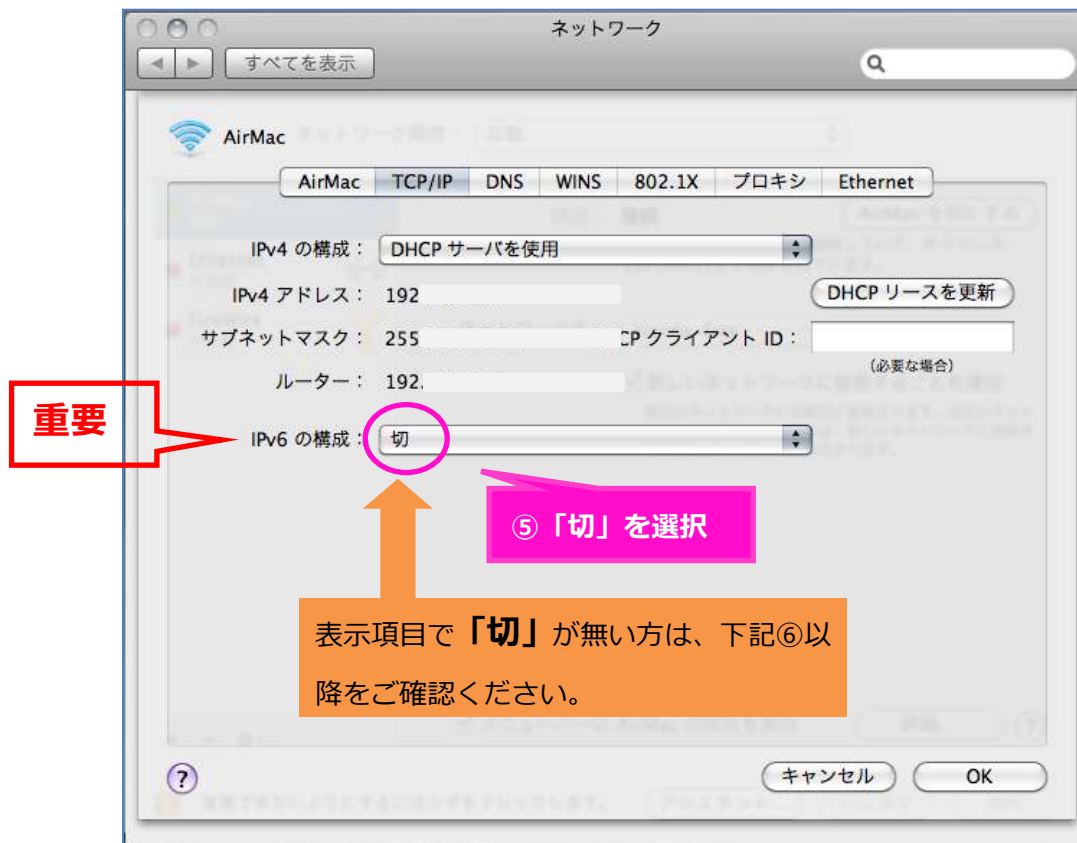 ネットワーク
すべてを表示
AirMac
AirMac TCP/IP DNS WINS 802.1X プロキシ Ethernet
IPv4 の構成： DHCP サーバを使用
IPv4 アドレス： 192
DHCP リースを更新
サブネットマスク： 255
CP クライアント ID：
(必要な場合)
ルーター： 192.
重要
IPv6 の構成： 切
⑤「切」を選択
表示項目で「切」が無い方は、下記⑥以
降をご確認ください。
?
キャンセル OK